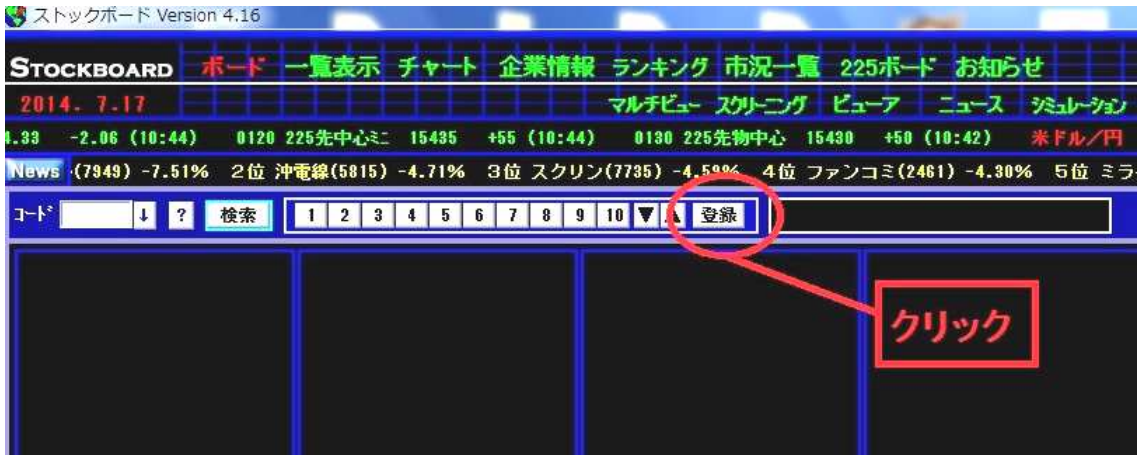 ストックボード Version 4.16
STOCKBOARD ボード 一覧表示 チャート 企業情報 ランキング 市況一覧 225ボード お知らせ
2014. 7.17 マルチビュー スクリーニング ビューア ニュース シミュレーション
4.33 -2.06 (10:44) 0120 225先中心ミニ 15435 +55 (10:44) 0130 225先物中心 15430 +50 (10:42) 米ドル/円
News (7949) -7.51% 2位 沖電線(5815) -4.71% 3位 スクリン(7735) -4.59% 4位 ファンコミ(2461) -4.30% 5位 ミラ
コード ↓ ? 検索 1 2 3 4 5 6 7 8 9 10 ▼ ▲ 登録
クリック